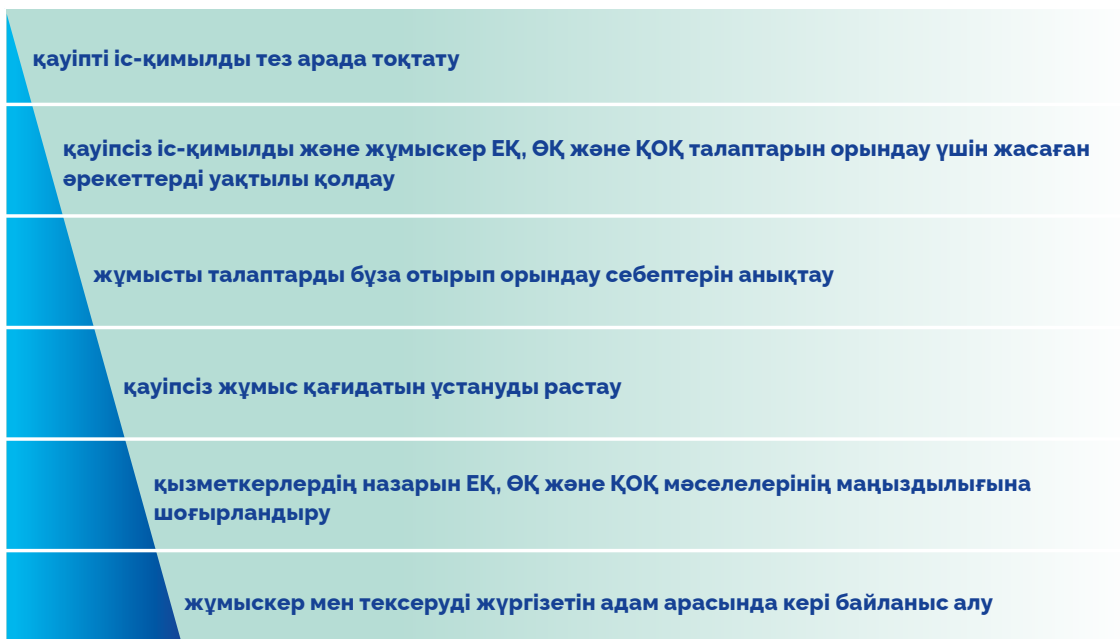 қауіпті іс-қимылды тез арада тоқтату
қауіпсіз іс-қимылды және жұмыскер ЕҚ, ӨҚ және ҚОҚ талаптарын орындау үшін жасаған
әрекеттерді уақтылы қолдау
жұмысты талаптарды бұза отырып орындау себептерін анықтау
қауіпсіз жұмыс қағидатын ұстануды растау
қызметкерлердің назарын ЕҚ, ӨҚ және ҚОҚ мәселелерінің маңыздылығына
шоғырландыру
жұмыскер мен тексеруді жүргізетін адам арасында кері байланыс алу